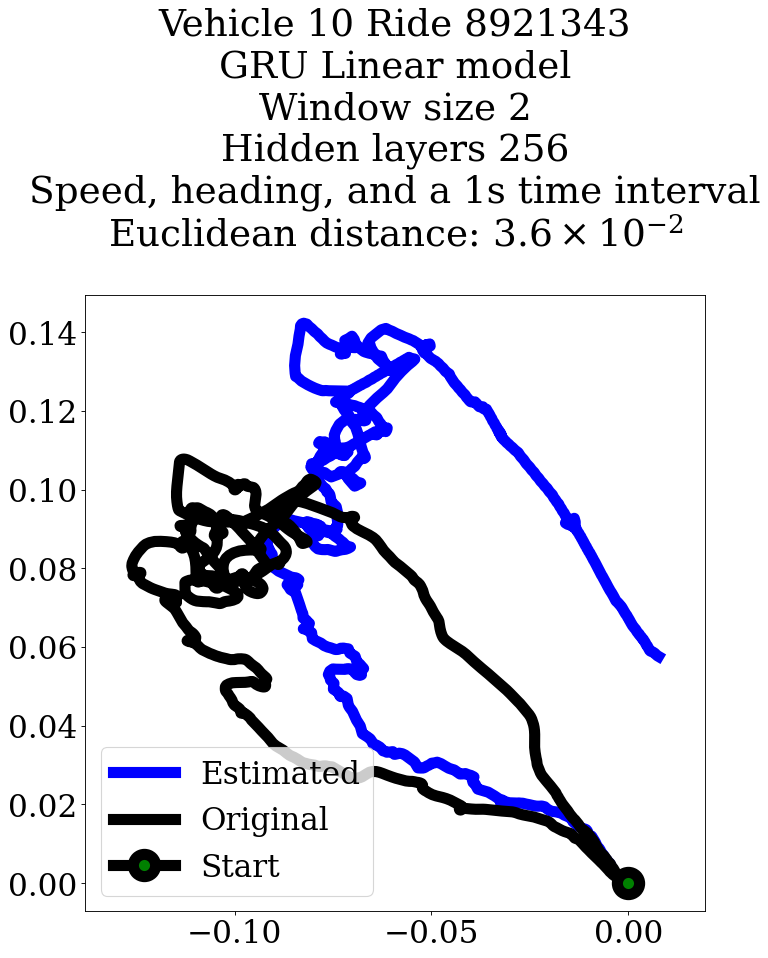 Vehicle 10 Ride 8921343
GRU Linear model
Window size 2
Hidden layers 256
Speed, heading, and a 1s time interval
Euclidean distance: 3.6 × 10⁻²
0.14
0.12
0.10
0.08
0.06
0.04
0.02
0.00
Estimated
Original
Start
−0.10
−0.05
0.00